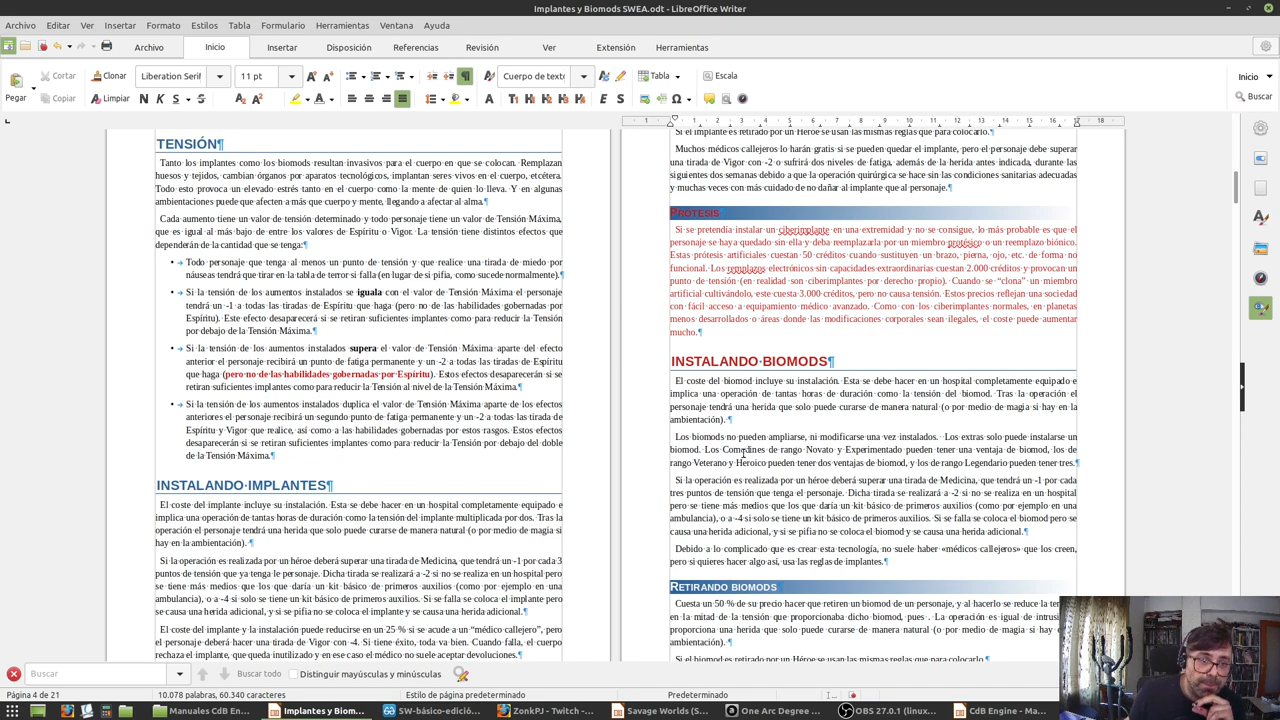 Implantes y Biomods SWEA.odt - LibreOffice Writer
Archivo Editar Ver Insertar Formato Estilos Tabla Formulario Herramientas Ventana Ayuda
Archivo Inicio Insertar Disposición Referencias Revisión Ver Extensión Herramientas
Pegar Cortar Copiar Clonar Limpiar Liberation Serif 11 pt Cuerpo de text Tabla Escala Inicio Buscar
TENSIÓN¶
Tanto los implantes como los biomods resultan invasivos para el cuerpo en que se colocan. Remplazan
huesos y tejidos, cambian órganos por aparatos tecnológicos, implantan seres vivos en el cuerpo, etcétera.
Todo esto provoca un elevado estrés tanto en el cuerpo como la mente de quien lo lleva. Y en algunas
ambientaciones puede que afecten a más que cuerpo y mente, llegando a afectar al alma.¶
Cada aumento tiene un valor de tensión determinado y todo personaje tiene un valor de Tensión Máxima,
que es igual al más bajo de entre los valores de Espíritu o Vigor. La tensión tiene distintos efectos que
dependerán de la cantidad que se tenga:¶
• Todo personaje que tenga al menos un punto de tensión y que realice una tirada de miedo por
náuseas tendrá que tirar en la tabla de terror si la falla (en lugar de si pifia, como sucede normalmente).¶
• Si la tensión de los aumentos instalados se iguala con el valor de Tensión Máxima el personaje
tendrá un -1 a todas las tiradas de Espíritu que haga (pero no de las habilidades gobernadas por
Espíritu). Este efecto desaparecerá si se retiran suficientes implantes como para reducir la Tensión
por debajo de la Tensión Máxima.¶
• Si la tensión de los aumentos instalados supera el valor de Tensión Máxima aparte del efecto
anterior el personaje recibirá un punto de fatiga permanente y un -2 a todas las tiradas de Espíritu
que haga (pero no de las habilidades gobernadas por Espíritu). Estos efectos desaparecerán si se
retiran suficientes implantes como para reducir la Tensión al nivel de la Tensión Máxima.¶
• Si la tensión de los aumentos instalados duplica el valor de Tensión Máxima aparte de los efectos
anteriores el personaje recibirá un segundo punto de fatiga permanente y un -2 a todas las tirada de
Espíritu y Vigor que realice, así como a las habilidades gobernadas por estos rasgos. Estos efectos
desaparecerán si se retiran suficientes implantes como para reducir la Tensión por debajo del doble
de la Tensión Máxima.¶
INSTALANDO·IMPLANTES¶
El coste del implante incluye su instalación. Esta se debe hacer en un hospital completamente equipado e
implica una operación de tantas horas de duración como la tensión del implante multiplicada por dos. Tras la
operación el personaje tendrá una herida que solo puede curarse de manera natural (o por medio de magia si
hay en la ambientación).¶
Si la operación es realizada por un héroe deberá superar una tirada de Medicina, que tendrá un -1 por cada 3
puntos de tensión que ya tenga le personaje. Dicha tirada se realizará a -2 si no se realiza en un hospital pero
se tiene más medios que los que daría un kit básico de primeros auxilios (como por ejemplo en una
ambulancia), o a -4 si solo se tiene un kit básico de primeros auxilios. Si se falla se coloca el implante pero
se causa una herida adicional, y si se pifia no se coloca el implante y se causa una herida adicional.¶
El coste del implante y la instalación puede reducirse en un 25 % si se acude a un “médico callejero”, pero
el personaje deberá hacer una tirada de Vigor con -4. Si tiene éxito, toda va bien. Cuando falla, el cuerpo
rechaza el implante, que queda inutilizado y en ese caso el médico no suele aceptar devoluciones.¶
Si el implante es retirado por un Héroe se usan las mismas reglas que para colocarlo.¶
Muchos médicos callejeros lo harán gratis si se pueden quedar el implante, pero el personaje debe superar
una tirada de Vigor con -2 o sufrirá dos niveles de fatiga, además de la herida antes indicada, durante las
siguientes dos semanas debido a que la operación quirúrgica se hace sin las condiciones sanitarias adecuadas
y muchas veces con más cuidado de no dañar al implante que al personaje.¶
PRÓTESIS
Si se pretendía instalar un ciberimplante en una extremidad y no se consigue, lo más probable es que el
personaje se haya quedado sin ella y deba reemplazarla por un miembro protésico o un reemplazo biónico.
Estas prótesis artificiales cuestan 50 créditos cuando sustituyen un brazo, pierna, ojo, etc. de forma no
funcional. Los remplazos electrónicos sin capacidades extraordinarias cuestan 2.000 créditos y provocan un
punto de tensión (en realidad son ciberimplantes por derecho propio). Cuando se “clona” un miembro
artificial cultivándolo, este cuesta 3.000 créditos, pero no causa tensión. Estos precios reflejan una sociedad
con fácil acceso a equipamiento médico avanzado. Como con los ciberimplantes normales, en planetas
menos desarrollados o áreas donde las modificaciones corporales sean ilegales, el coste puede aumentar
mucho.¶
INSTALANDO·BIOMODS¶
El coste del biomod incluye su instalación. Esta se debe hacer en un hospital completamente equipado e
implica una operación de tantas horas de duración como la tensión del biomod. Tras la operación el
personaje tendrá una herida que solo puede curarse de manera natural (o por medio de magia si hay en la
ambientación).¶
Los biomods no pueden ampliarse, ni modificarse una vez instalados. Los extras solo puede instalarse un
biomod. Los Comodines de rango Novato y Experimentado pueden tener una ventaja de biomod, los de
rango Veterano y Heroico pueden tener dos ventajas de biomod, y los de rango Legendario pueden tener tres.¶
Si la operación es realizada por un héroe deberá superar una tirada de Medicina, que tendrá un -1 por cada
tres puntos de tensión que tenga el personaje. Dicha tirada se realizará a -2 si no se realiza en un hospital
pero se tiene más medios que los que daría un kit básico de primeros auxilios (como por ejemplo en una
ambulancia), o a -4 si solo se tiene un kit básico de primeros auxilios. Si se falla se coloca el biomod pero se
causa una herida adicional, y si se pifia no se coloca el biomod y se causa una herida adicional.¶
Debido a lo complicado que es crear esta tecnología, no suele haber «médicos callejeros» que los creen,
pero si quieres hacer algo así, usa las reglas de implantes.¶
RETIRANDO BIOMODS
Cuesta un 50 % de su precio hacer que retiren un biomod de un personaje, y al hacerlo se reduce la
en la mitad de la tensión que proporcionaba dicho biomod, pues . La operación es igual de
proporciona una herida que solo puede curarse de manera natural (o por medio de magia si hay
ambientación).¶
Si el biomod es retirado por un Héroe se usan las mismas reglas que para colocarlo.¶
Buscar Buscar todo Distinguir mayúsculas y minúsculas
Página 4 de 21 10.078 palabras, 60.340 caracteres Estilo de página predeterminado Predeterminado
Manuales CdB En... Implantes y Biom... SW-básico-edició... ZonkPJ - Twitch -... Savage Worlds (S... One Arc Degree ... OBS 27.0.1 (linux)... CdB Engine - Ma...